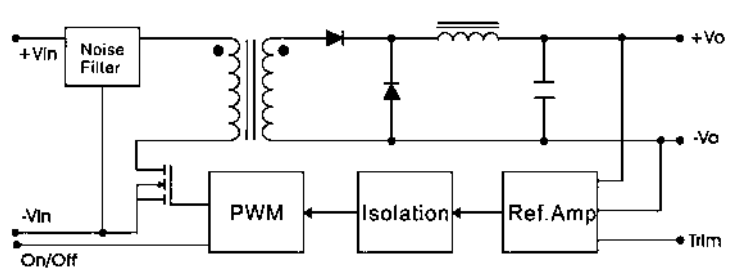 +Vin
Noise
Filter
+Vo
-Vo
-Vin
On/Off
PWM
Isolation
Ref.Amp
Trim